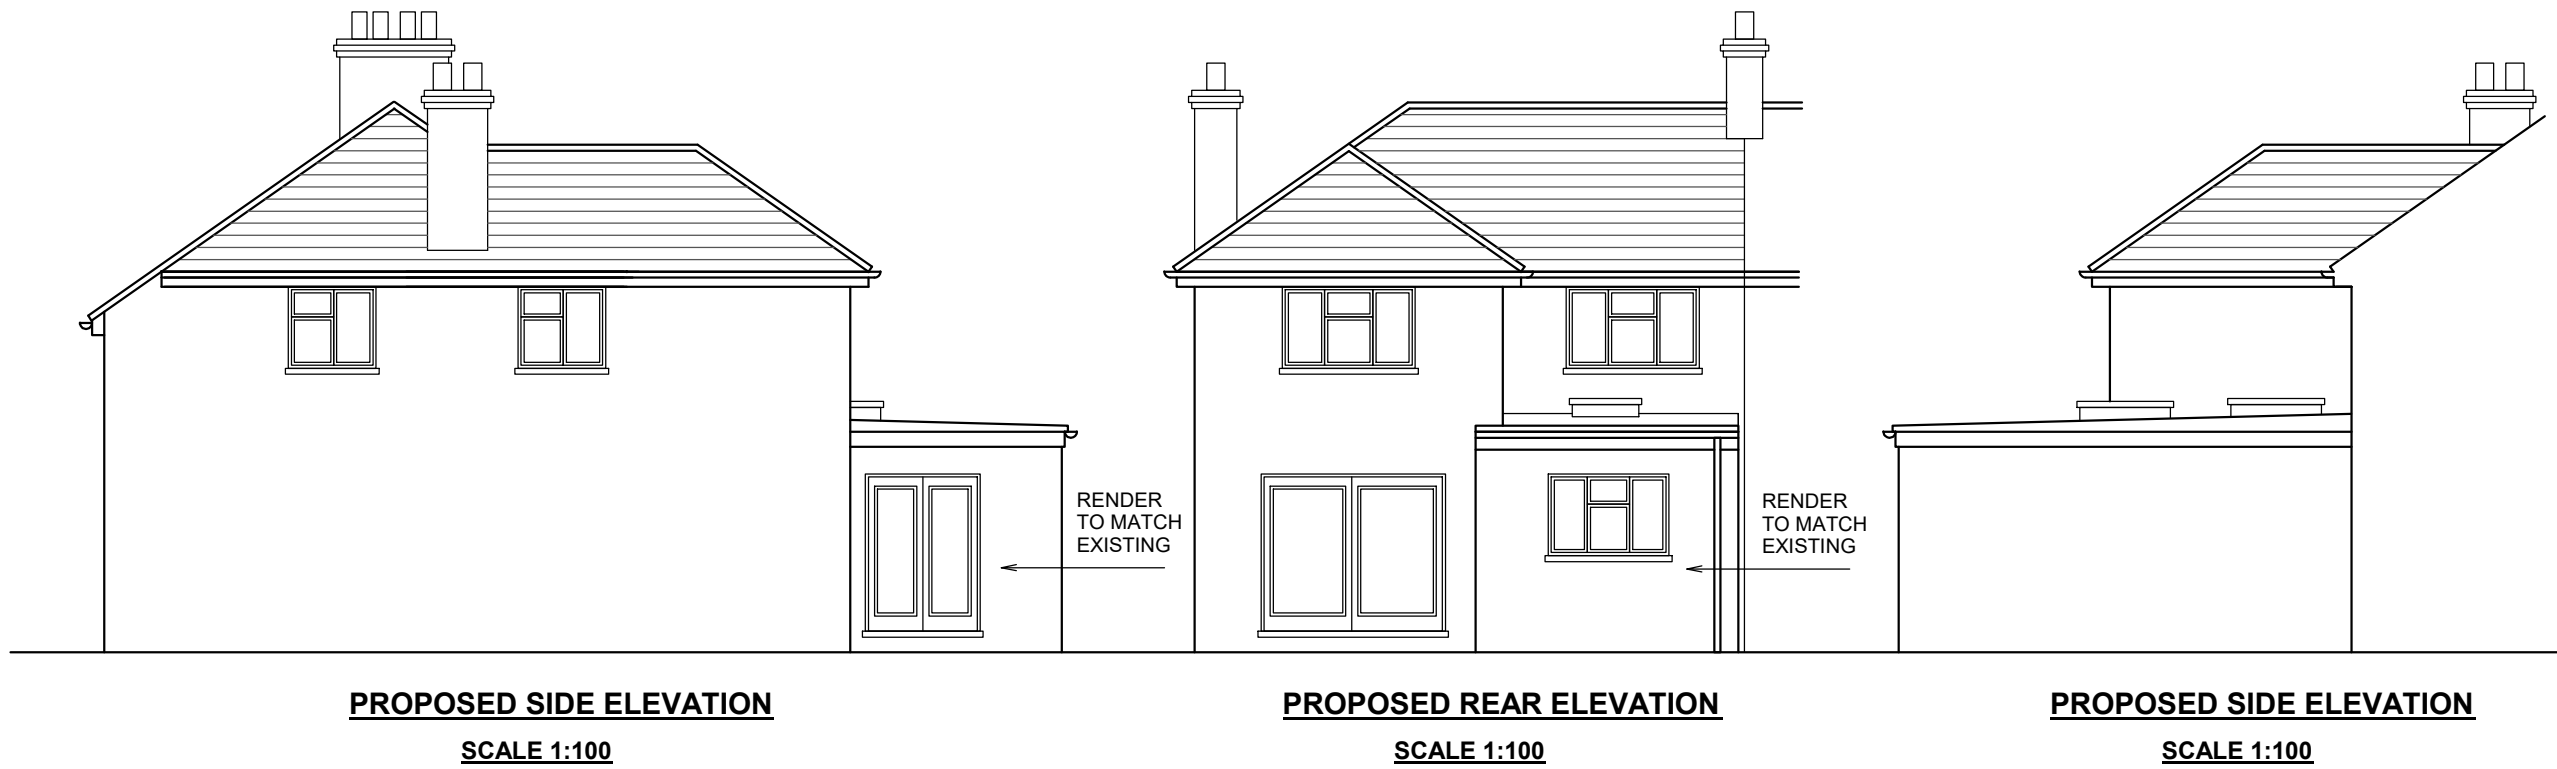 RENDER
TO MATCH
EXISTING
RENDER
TO MATCH
EXISTING
PROPOSED SIDE ELEVATION
SCALE 1:100
PROPOSED REAR ELEVATION
SCALE 1:100
PROPOSED SIDE ELEVATION
SCALE 1:100